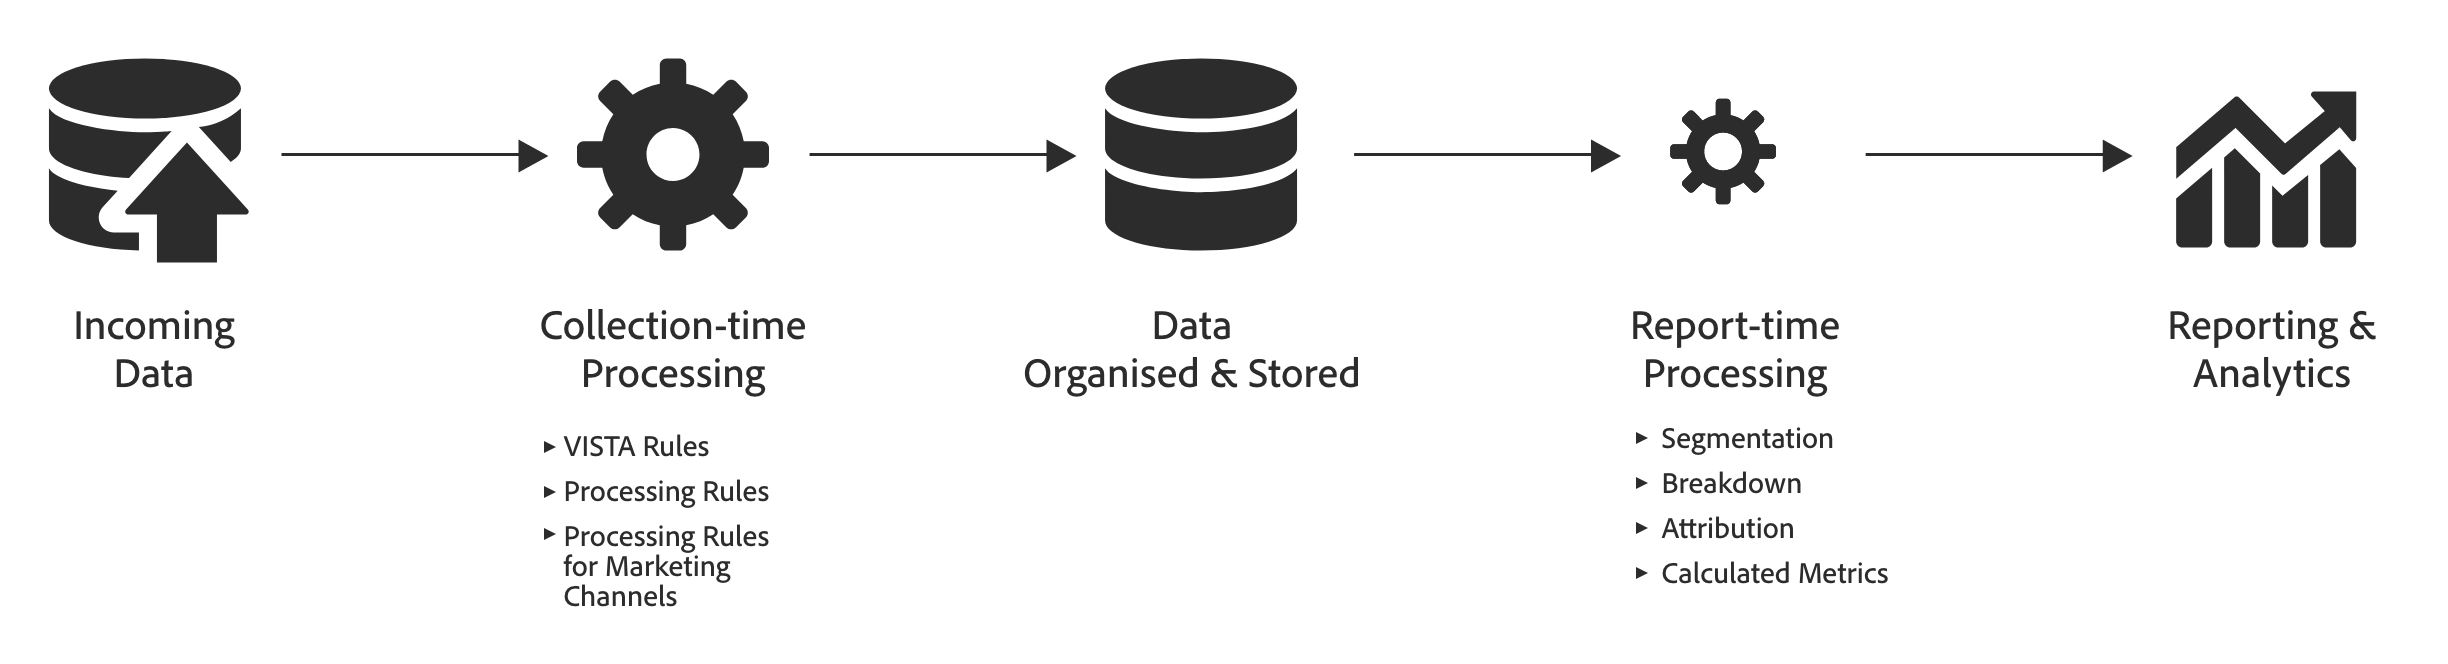 Incoming
Data
Collection-time
Processing
VISTA Rules
Processing Rules
Processing Rules
for Marketing
Channels
Data
Organised & Stored
Report-time
Processing
Segmentation
Breakdown
Attribution
Calculated Metrics
Reporting &
Analytics